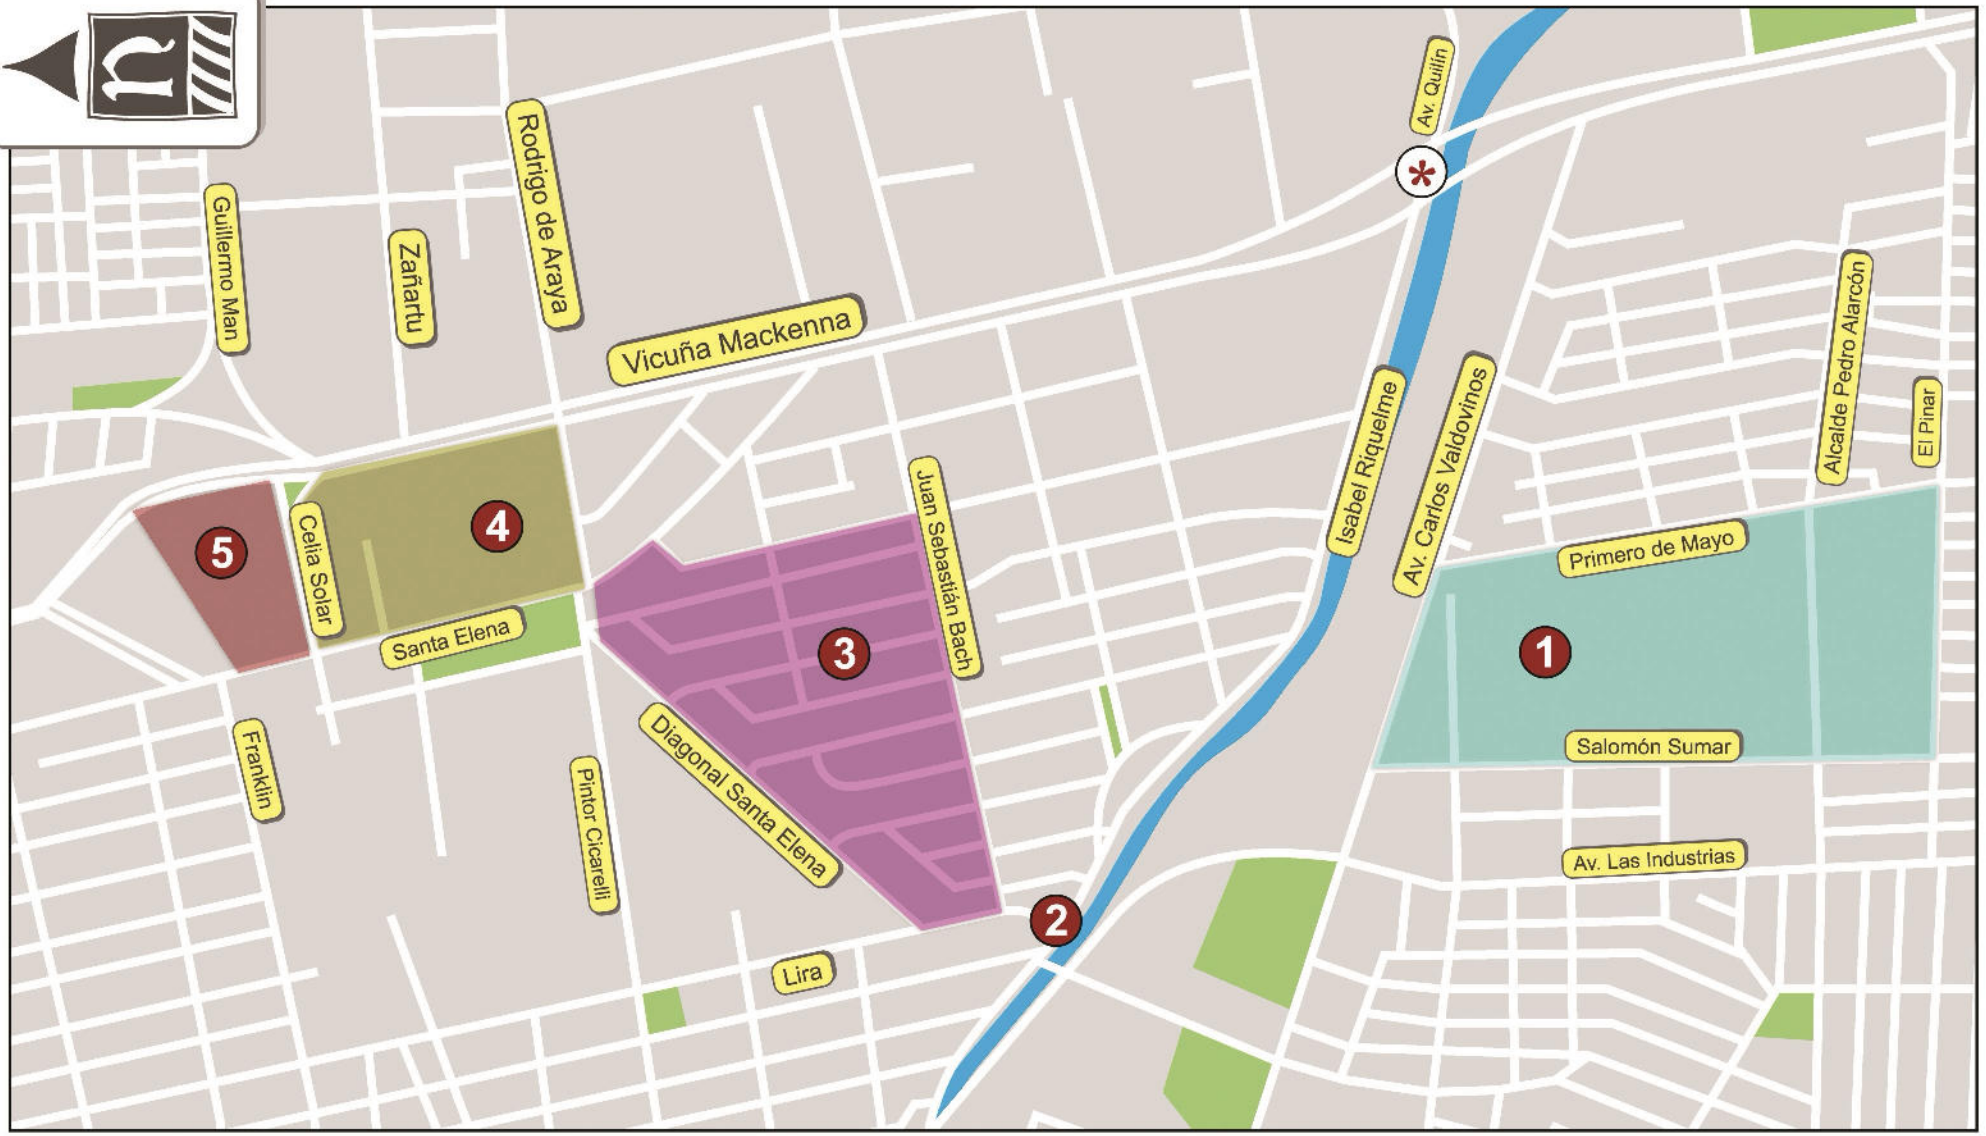 n
Av. Quilín
*
Rodrigo de Araya
Guillermo Man
Zañartu
Vicuña Mackenna
Alcalde Pedro Alarcón
El Pinar
Isabel Riquelme
Av. Carlos Valdovinos
Juan Sebastián Bach
Celia Solar
4
5
Primero de Mayo
Santa Elena
3
1
Salomón Sumar
Franklin
Diagonal Santa Elena
Pintor Cicarelli
Av. Las Industrias
2
Lira